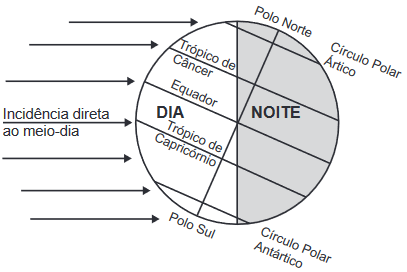 Polo Norte
Círculo Polar
Ártico
Trópico de
Câncer
Equador
Incidência direta
ao meio-dia
DIA
NOITE
Trópico de
Capricórnio
Polo Sul
Círculo Polar
Antártico